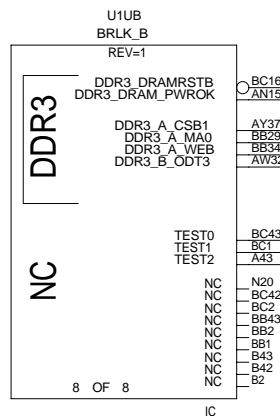 U1UB
BRLK_B
REV=1
DDR3
DDR3_DRAMRSTB BC16
DDR3_DRAM_PWROK AN15
DDR3_A_CSB1 AY37
DDR3_A_MA0 BB29
DDR3_A_WEB BB34
DDR3_B_ODT3 AW32
TEST0 BC43
TEST1 BC1
TEST2 A43
NC
NC N20
NC BC42
NC BC2
NC BB43
NC BB2
NC BB1
NC B43
NC B42
NC B2
8 OF 8
IC